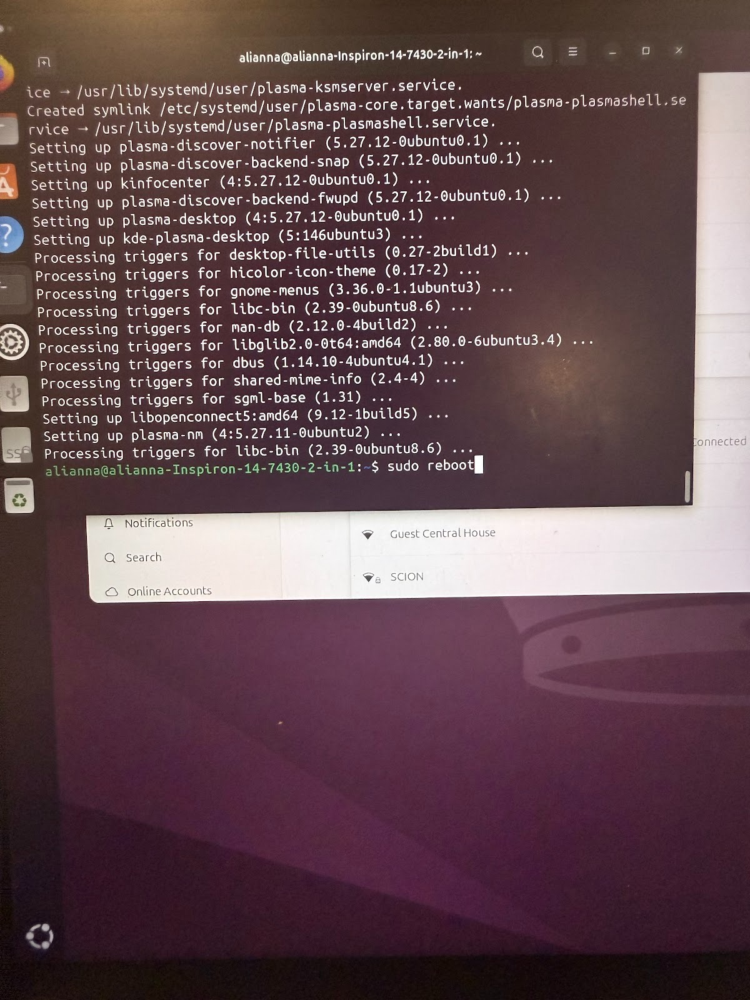 alianna@alianna-Inspiron-14-7430-2-in-1: ~
ice → /usr/lib/systemd/user/plasma-ksmserver.service.
Created symlink /etc/systemd/user/plasma-core.target.wants/plasma-plasmashell.se
rvice → /usr/lib/systemd/user/plasma-plasmashell.service.
Setting up plasma-discover-notifier (5.27.12-0ubuntu0.1) ...
Setting up plasma-discover-backend-snap (5.27.12-0ubuntu0.1) ...
Setting up kinfocenter (4:5.27.12-0ubuntu0.1) ...
Setting up plasma-discover-backend-fwupd (5.27.12-0ubuntu0.1) ...
Setting up plasma-desktop (4:5.27.12-0ubuntu0.1) ...
Setting up kde-plasma-desktop (5:146ubuntu3) ...
Processing triggers for desktop-file-utils (0.27-2build1) ...
Processing triggers for hicolor-icon-theme (0.17-2) ...
Processing triggers for gnome-menus (3.36.0-1.1ubuntu3) ...
Processing triggers for libc-bin (2.39-0ubuntu8.6) ...
Processing triggers for man-db (2.12.0-4build2) ...
Processing triggers for libglib2.0-0t64:amd64 (2.80.0-6ubuntu3.4) ...
Processing triggers for dbus (1.14.10-4ubuntu4.1) ...
Processing triggers for shared-mime-info (2.4-4) ...
Processing triggers for sgml-base (1.31) ...
Setting up libopenconnect5:amd64 (9.12-1build5) ...
Setting up plasma-nm (4:5.27.11-0ubuntu2) ...
Processing triggers for libc-bin (2.39-0ubuntu8.6) ...
alianna@alianna-Inspiron-14-7430-2-in-1:~$ sudo reboot
Connected
Notifications
Search
Online Accounts
Guest Central House
SCION